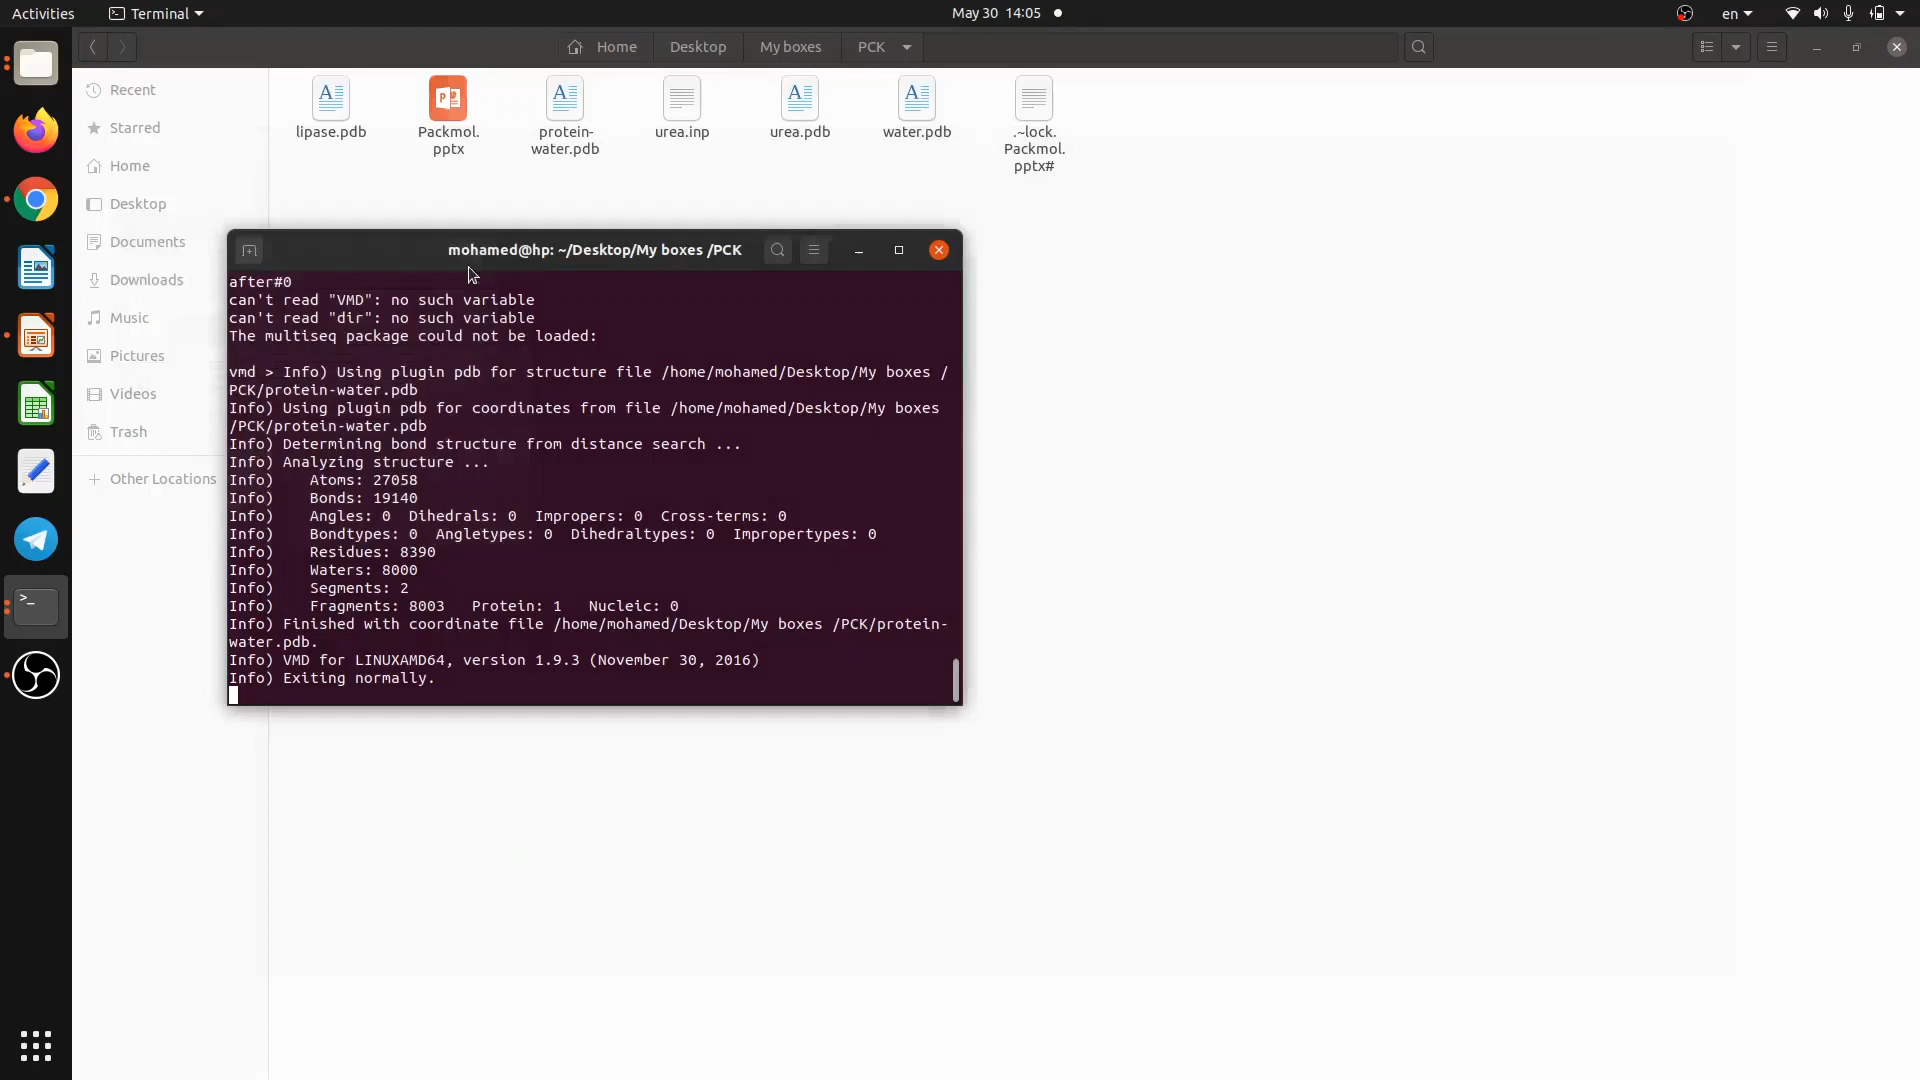 Activities
Terminal
May 30 14:05
en
Home
Desktop
My boxes
PCK
Recent
Starred
Home
Desktop
Documents
Downloads
Music
Pictures
Videos
Trash
Other Locations
lipase.pdb
Packmol.
pptx
protein-
water.pdb
urea.inp
urea.pdb
water.pdb
.~lock.
Packmol.
pptx#
mohamed@hp: ~/Desktop/My boxes /PCK
after#0
can't read "VMD": no such variable
can't read "dir": no such variable
The multiseq package could not be loaded:
vmd > Info) Using plugin pdb for structure file /home/mohamed/Desktop/My boxes /
PCK/protein-water.pdb
Info) Using plugin pdb for coordinates from file /home/mohamed/Desktop/My boxes
/PCK/protein-water.pdb
Info) Determining bond structure from distance search ...
Info) Analyzing structure ...
Info)    Atoms: 27058
Info)    Bonds: 19140
Info)    Angles: 0  Dihedrals: 0  Impropers: 0  Cross-terms: 0
Info)    Bondtypes: 0  Angletypes: 0  Dihedraltypes: 0  Impropertypes: 0
Info)    Residues: 8390
Info)    Waters: 8000
Info)    Segments: 2
Info)    Fragments: 8003   Protein: 1   Nucleic: 0
Info) Finished with coordinate file /home/mohamed/Desktop/My boxes /PCK/protein-
water.pdb.
Info) VMD for LINUXAMD64, version 1.9.3 (November 30, 2016)
Info) Exiting normally.